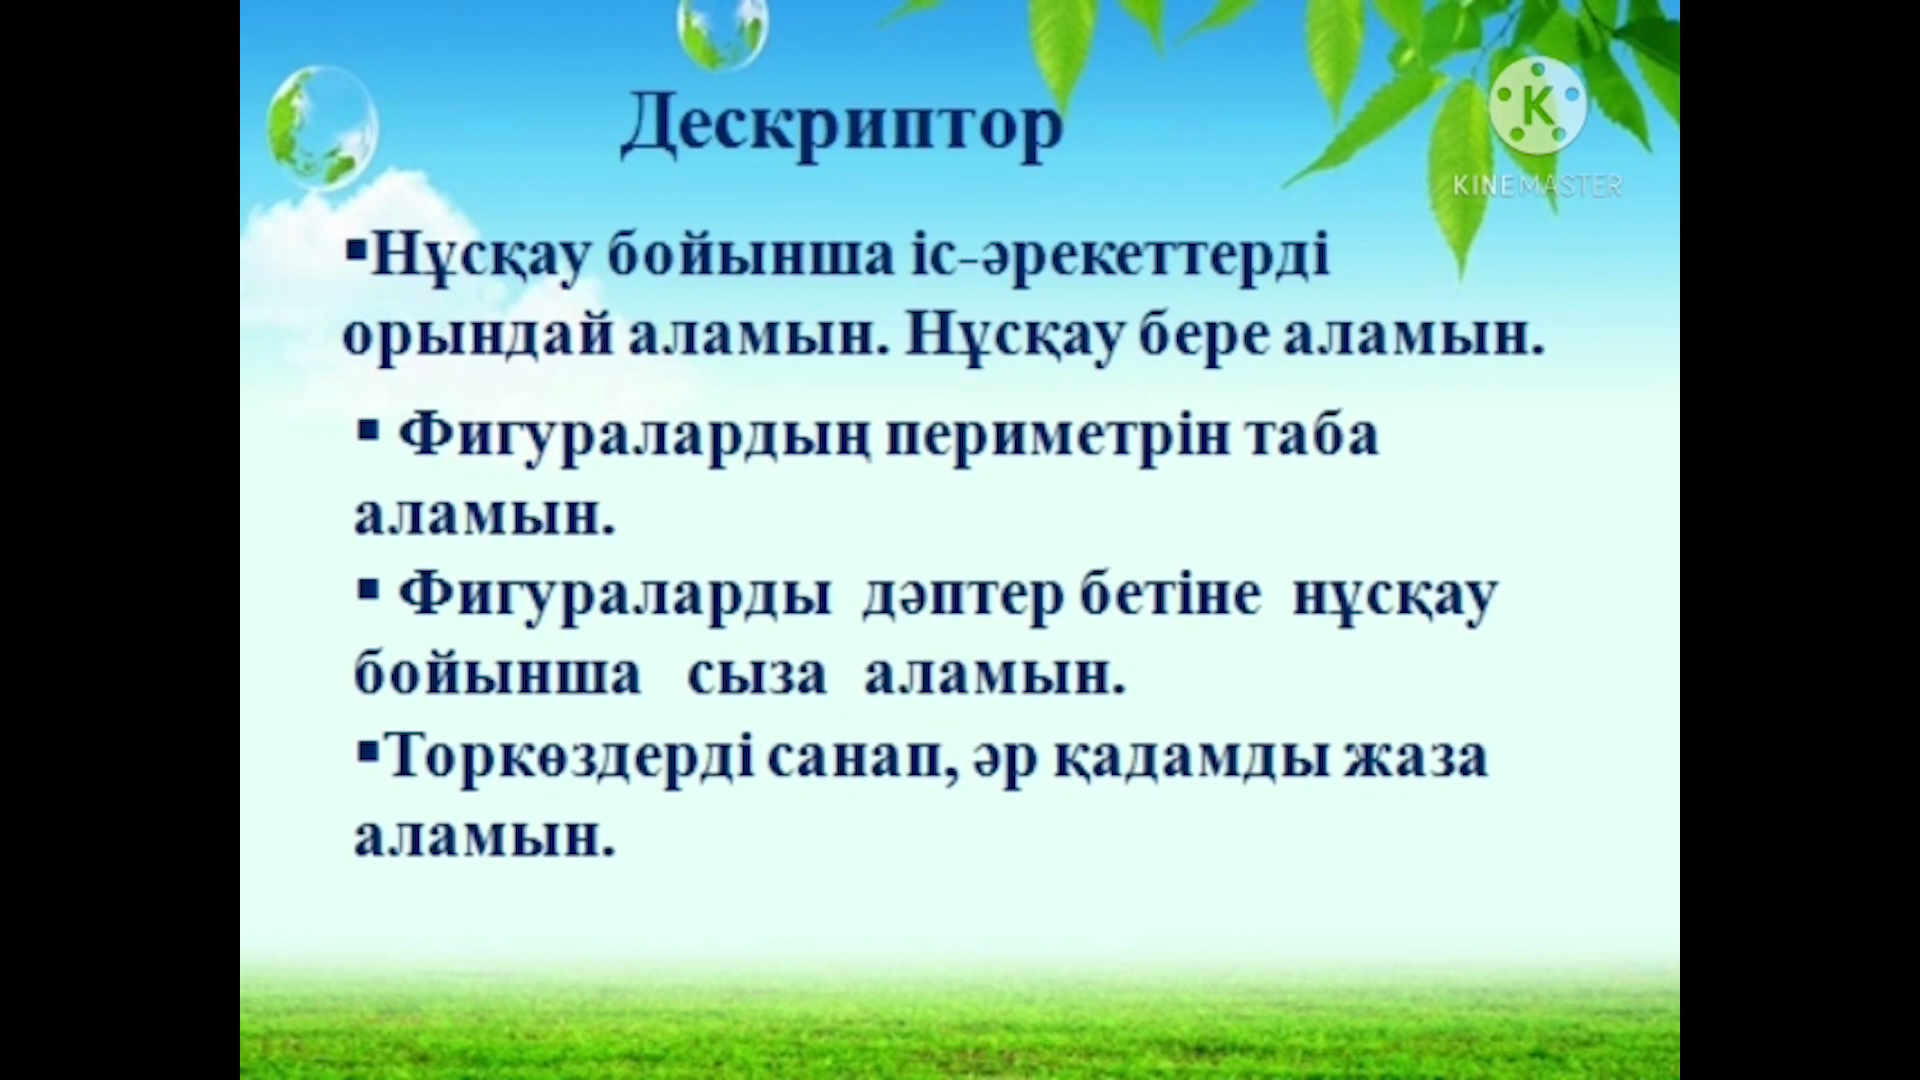 Дескриптор
KINEMASTER
▪Нұсқау бойынша іс-әрекеттерді
орындай аламын. Нұсқау бере аламын.
▪ Фигуралардың периметрін таба
аламын.
▪ Фигураларды дәптер бетіне нұсқау
бойынша сыза аламын.
▪Торкөздерді санап, әр қадамды жаза
аламын.